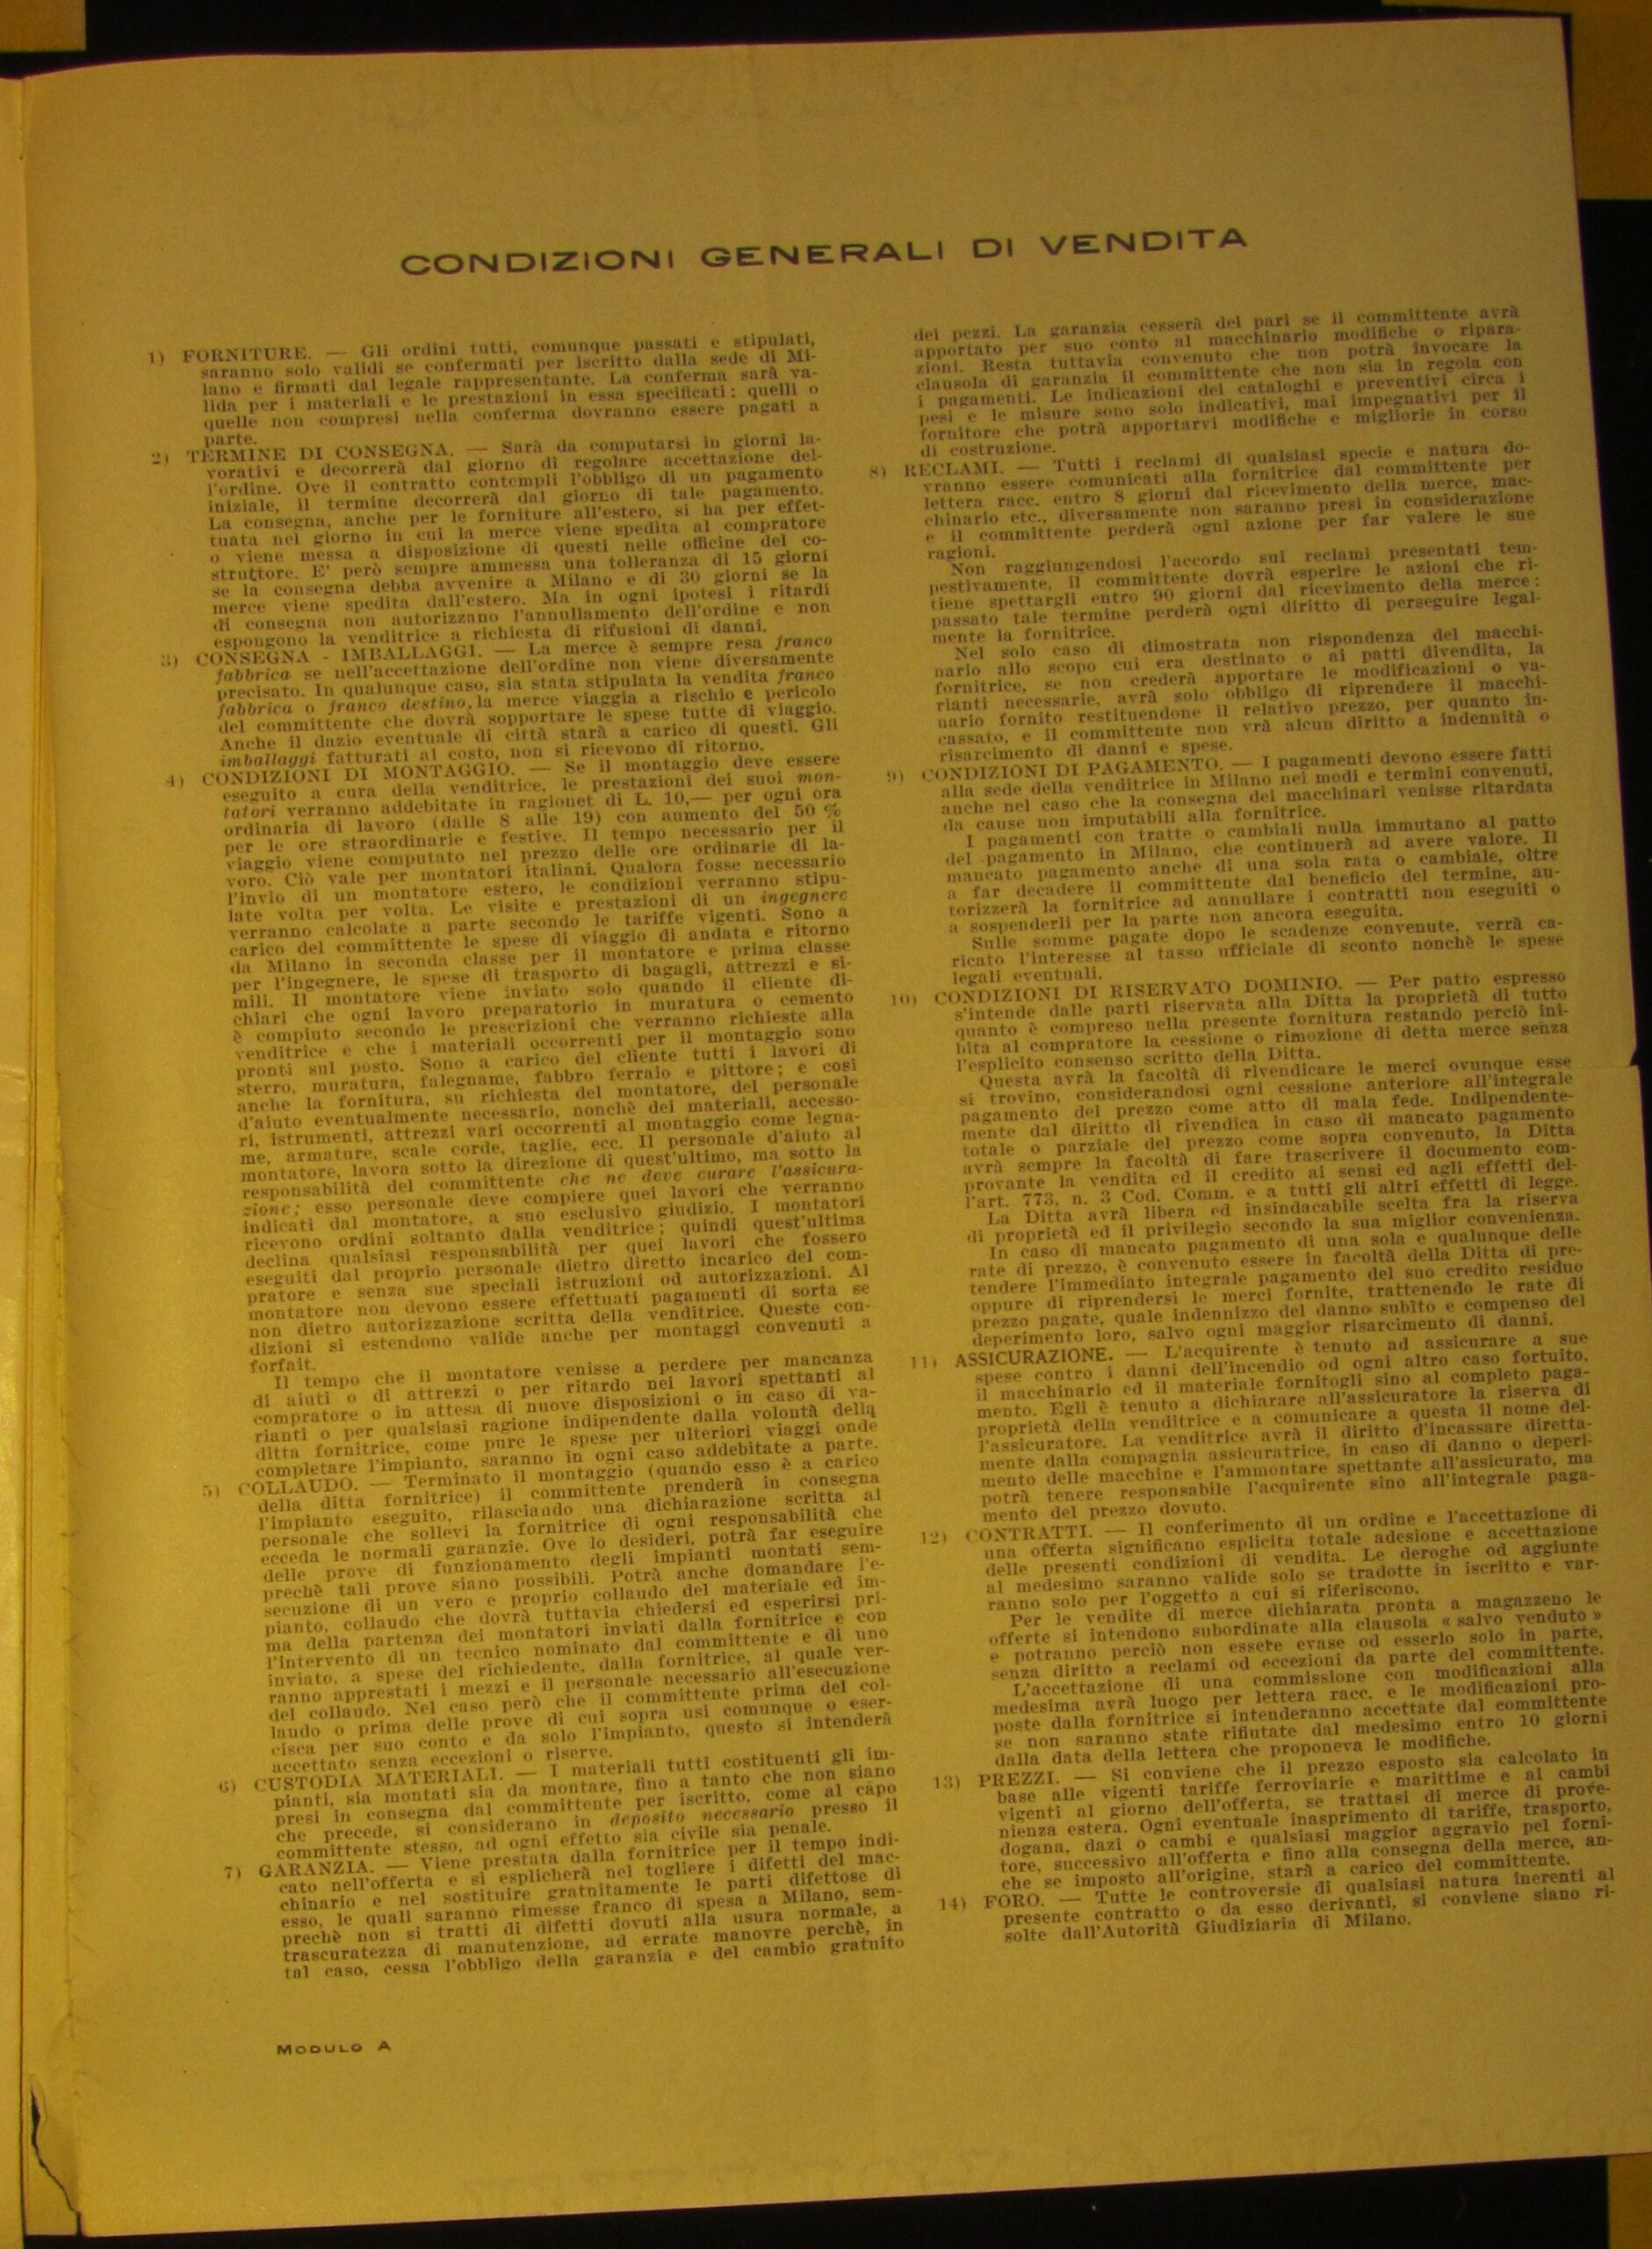 CONDIZIONI GENERALI DI VENDITA
1) FORNITURE. — Gli ordini tutti, comunque passati e stipulati,
saranno solo validi se confermati per iscritto dalla sede di Mi-
lano e firmati dal legale rappresentante. La conferma sarà va-
lida per i materiali e le prestazioni in essa specificati: quelli o
quelle non compresi nella conferma dovranno essere pagati a
parte.
2) TERMINE DI CONSEGNA. — Sarà da computarsi in giorni la-
vorativi e decorrerà dal giorno di regolare accettazione del-
l'ordine. Ove il contratto contempli l'obbligo di un pagamento
iniziale, il termine decorrerà dal giorno di tale pagamento.
La consegna, anche per le forniture all'estero, si ha per effet-
tuata nel giorno in cui la merce viene spedita al compratore
o viene messa a disposizione di questi nelle officine del co-
struttore. E' però sempre ammessa una tolleranza di 15 giorni
se la consegna debba avvenire a Milano e di 30 giorni se la
merce viene spedita dall'estero. Ma in ogni ipotesi i ritardi
di consegna non autorizzano l'annullamento dell'ordine e non
espongono la venditrice a richiesta di rifusioni di danni.
3) CONSEGNA - IMBALLAGGI. — La merce è sempre resa franco
fabbrica se nell'accettazione dell'ordine non viene diversamente
precisato. In qualunque caso, sia stata stipulata la vendita franco
fabbrica o franco destino, la merce viaggia a rischio e pericolo
del committente che dovrà sopportare le spese tutte di viaggio.
Anche il dazio eventuale di città starà a carico di questi. Gli
imballaggi fatturati al costo, non si ricevono di ritorno.
4) CONDIZIONI DI MONTAGGIO. — Se il montaggio deve essere
eseguito a cura della venditrice, le prestazioni dei suoi mon-
tatori verranno addebitate in ragionet di L. 10,— per ogni ora
ordinaria di lavoro (dalle 8 alle 19) con aumento del 50 %
per le ore straordinarie e festive. Il tempo necessario per il
viaggio viene computato nel prezzo delle ore ordinarie di la-
voro. Ciò vale per montatori italiani. Qualora fosse necessario
l'invio di un montatore estero, le condizioni verranno stipu-
late volta per volta. Le visite e prestazioni di un ingegnere
verranno calcolate a parte secondo le tariffe vigenti. Sono a
carico del committente le spese di viaggio di andata e ritorno
da Milano in seconda classe per il montatore e prima classe
per l'ingegnere, le spese di trasporto di bagagli, attrezzi e si-
mili. Il montatore viene inviato solo quando il cliente di-
chiari che ogni lavoro preparatorio in muratura o cemento
è compiuto secondo le prescrizioni che verranno richieste alla
venditrice e che i materiali occorrenti per il montaggio sono
pronti sul posto. Sono a carico del cliente tutti i lavori di
sterro, muratura, falegname, fabbro ferraio e pittore; e così
anche la fornitura, su richiesta del montatore, del personale
d'aiuto eventualmente necessario, nonchè dei materiali, accesso-
ri, istrumenti, attrezzi vari occorrenti al montaggio come legna-
me, armature, scale corde, taglie, ecc. Il personale d'aiuto al
montatore, lavora sotto la direzione di quest'ultimo, ma sotto la
responsabilità del committente che ne deve curare l'assicura-
zione; esso personale deve compiere quei lavori che verranno
indicati dal montatore, a suo esclusivo giudizio. I montatori
ricevono ordini soltanto dalla venditrice; quindi quest'ultima
declina qualsiasi responsabilità per quei lavori che fossero
eseguiti dal proprio personale dietro diretto incarico del com-
pratore e senza sue speciali istruzioni od autorizzazioni. Al
montatore non devono essere effettuati pagamenti di sorta se
non dietro autorizzazione scritta della venditrice. Queste con-
dizioni si estendono valide anche per montaggi convenuti a
forfait.
Il tempo che il montatore venisse a perdere per mancanza
di aiuti o di attrezzi o per ritardo nei lavori spettanti al
compratore o in attesa di nuove disposizioni o in caso di va-
rianti o per qualsiasi ragione indipendente dalla volontà dellq
ditta fornitrice, come pure le spese per ulteriori viaggi onde
completare l'impianto, saranno in ogni caso addebitate a parte.
5) COLLAUDO. — Terminato il montaggio (quando esso è a carico
della ditta fornitrice) il committente prenderà in consegna
l'impianto eseguito, rilasciando una dichiarazione scritta al
personale che sollevi la fornitrice di ogni responsabilità che
ecceda le normali garanzie. Ove lo desideri, potrà far eseguire
delle prove di funzionamento degli impianti montati sem-
prechè tali prove siano possibili. Potrà anche domandare l'e-
secuzione di un vero e proprio collaudo del materiale ed im-
pianto, collaudo che dovrà tuttavia chiedersi ed esperirsi pri-
ma della partenza dei montatori inviati dalla fornitrice e con
l'intervento di un tecnico nominato dal committente e di uno
inviato, a spese del richiedente, dalla fornitrice, al quale ver-
ranno apprestati i mezzi e il personale necessario all'esecuzione
del collaudo. Nel caso però che il committente prima del col-
laudo o prima delle prove di cui sopra usi comunque o eser-
cisca per suo conto e da solo l'impianto, questo si intenderà
accettato senza eccezioni o riserve.
6) CUSTODIA MATERIALI. — I materiali tutti costituenti gli im-
pianti, sia montati sia da montare, fino a tanto che non siano
presi in consegna dal committente per iscritto, come al capo
che precede, si considerano in deposito necessario presso il
committente stesso, ad ogni effetto sia civile sia penale.
7) GARANZIA. — Viene prestata dalla fornitrice per il tempo indi-
cato nell'offerta e si esplicherà nel togliere i difetti del mac-
chinario e nel sostituire gratuitamente le parti difettose di
esso, le quali saranno rimesse franco di spesa a Milano, sem-
prechè non si tratti di difetti dovuti alla usura normale, a
trascuratezza di manutenzione, ad errate manovre perchè, in
tal caso, cessa l'obbligo della garanzia e del cambio gratuito
dei pezzi. La garanzia cesserà del pari se il committente avrà
apportato per suo conto al macchinario modifiche o ripara-
zioni. Resta tuttavia convenuto che non potrà invocare la
clausola di garanzia il committente che non sia in regola con
i pagamenti. Le indicazioni dei cataloghi e preventivi circa i
pesi e le misure sono solo indicativi, mai impegnativi per il
fornitore che potrà apportarvi modifiche e migliorie in corso
di costruzione.
8) RECLAMI. — Tutti i reclami di qualsiasi specie e natura do-
vranno essere comunicati alla fornitrice dal committente per
lettera racc. entro 8 giorni dal ricevimento della merce, mac-
chinario etc., diversamente non saranno presi in considerazione
e il committente perderà ogni azione per far valere le sue
ragioni.
Non raggiungendosi l'accordo sui reclami presentati tem-
pestivamente, il committente dovrà esperire le azioni che ri-
tiene spettargli entro 90 giorni dal ricevimento della merce:
passato tale termine perderà ogni diritto di perseguire legal-
mente la fornitrice.
Nel solo caso di dimostrata non rispondenza del macchi-
nario allo scopo cui era destinato o ai patti divendita, la
fornitrice, se non crederà apportare le modificazioni o va-
rianti necessarie, avrà solo obbligo di riprendere il macchi-
nario fornito restituendone il relativo prezzo, per quanto in-
cassato, e il committente non vrà alcun diritto a indennità o
risarcimento di danni e spese.
9) CONDIZIONI DI PAGAMENTO. — I pagamenti devono essere fatti
alla sede della venditrice in Milano nei modi e termini convenuti,
anche nel caso che la consegna dei macchinari venisse ritardata
da cause non imputabili alla fornitrice.
I pagamenti con tratte o cambiali nulla immutano al patto
del pagamento in Milano, che continuerà ad avere valore. Il
mancato pagamento anche di una sola rata o cambiale, oltre
a far decadere il committente dal beneficio del termine, au-
torizzerà la fornitrice ad annullare i contratti non eseguiti o
a sospenderli per la parte non ancora eseguita.
Sulle somme pagate dopo le scadenze convenute, verrà ca-
ricato l'interesse al tasso ufficiale di sconto nonchè le spese
legali eventuali.
10) CONDIZIONI DI RISERVATO DOMINIO. — Per patto espresso
s'intende dalle parti riservata alla Ditta la proprietà di tutto
quanto è compreso nella presente fornitura restando perciò ini-
bita al compratore la cessione o rimozione di detta merce senza
l'esplicito consenso scritto della Ditta.
Questa avrà la facoltà di rivendicare le merci ovunque esse
si trovino, considerandosi ogni cessione anteriore all'integrale
pagamento del prezzo come atto di mala fede. Indipendente-
mente dal diritto di rivendica in caso di mancato pagamento
totale o parziale del prezzo come sopra convenuto, la Ditta
avrà sempre la facoltà di fare trascrivere il documento com-
provante la vendita ed il credito ai sensi ed agli effetti del-
l'art. 773, n. 3 Cod. Comm. e a tutti gli altri effetti di legge.
La Ditta avrà libera ed insindacabile scelta fra la riserva
di proprietà ed il privilegio secondo la sua miglior convenienza.
In caso di mancato pagamento di una sola e qualunque delle
rate di prezzo, è convenuto essere in facoltà della Ditta di pre-
tendere l'immediato integrale pagamento del suo credito residuo
oppure di riprendersi le merci fornite, trattenendo le rate di
prezzo pagate, quale indennizzo del danno subìto e compenso del
deperimento loro, salvo ogni maggior risarcimento di danni.
11) ASSICURAZIONE. — L'acquirente è tenuto ad assicurare a sue
spese contro i danni dell'incendio od ogni altro caso fortuito,
il macchinario ed il materiale fornitogli sino al completo paga-
mento. Egli è tenuto a dichiarare all'assicuratore la riserva di
proprietà della venditrice e a comunicare a questa il nome del-
l'assicuratore. La venditrice avrà il diritto d'incassare diretta-
mente dalla compagnia assicuratrice, in caso di danno o deperi-
mento delle macchine e l'ammontare spettante all'assicurato, ma
potrà tenere responsabile l'acquirente sino all'integrale paga-
mento del prezzo dovuto.
12) CONTRATTI. — Il conferimento di un ordine e l'accettazione di
una offerta significano esplicita totale adesione e accettazione
delle presenti condizioni di vendita. Le deroghe od aggiunte
al medesimo saranno valide solo se tradotte in iscritto e var-
ranno solo per l'oggetto a cui si riferiscono.
Per le vendite di merce dichiarata pronta a magazzeno le
offerte si intendono subordinate alla clausola « salvo venduto »
e potranno perciò non essere evase od esserlo solo in parte,
senza diritto a reclami od eccezioni da parte del committente.
L'accettazione di una commissione con modificazioni alla
medesima avrà luogo per lettera racc. e le modificazioni pro-
poste dalla fornitrice si intenderanno accettate dal committente
se non saranno state rifiutate dal medesimo entro 10 giorni
dalla data della lettera che proponeva le modifiche.
13) PREZZI. — Si conviene che il prezzo esposto sia calcolato in
base alle vigenti tariffe ferroviarie e marittime e ai cambi
vigenti al giorno dell'offerta, se trattasi di merce di prove-
nienza estera. Ogni eventuale inasprimento di tariffe, trasporto,
dogana, dazi o cambi e qualsiasi maggior aggravio pel forni-
tore, successivo all'offerta e fino alla consegna della merce, an-
che se imposto all'origine, starà a carico del committente.
14) FORO. — Tutte le controversie di qualsiasi natura inerenti al
presente contratto o da esso derivanti, si conviene siano ri-
solte dall'Autorità Giudiziaria di Milano.
MODULO A